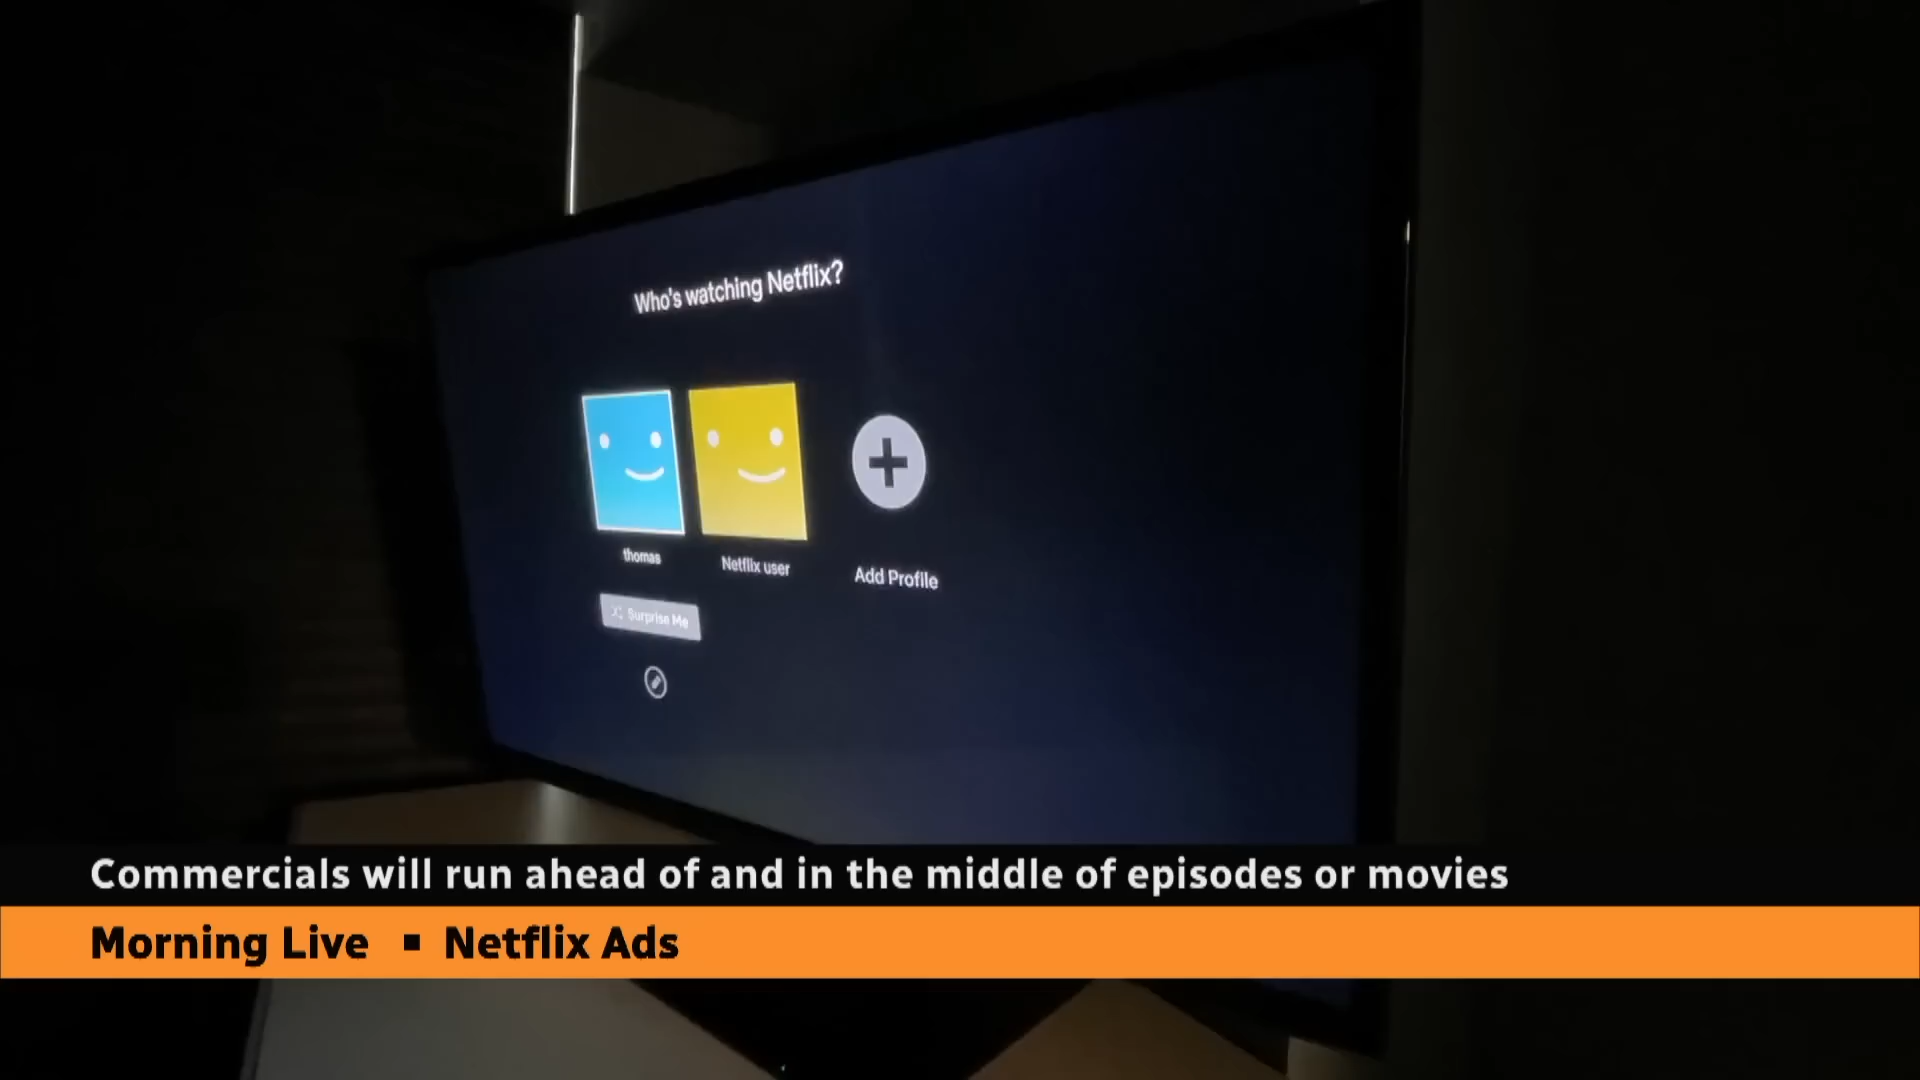 Who's watching Netflix?
thomas
Netflix user
Add Profile
Surprise Me
Commercials will run ahead of and in the middle of episodes or movies
Morning Live ▪ Netflix Ads